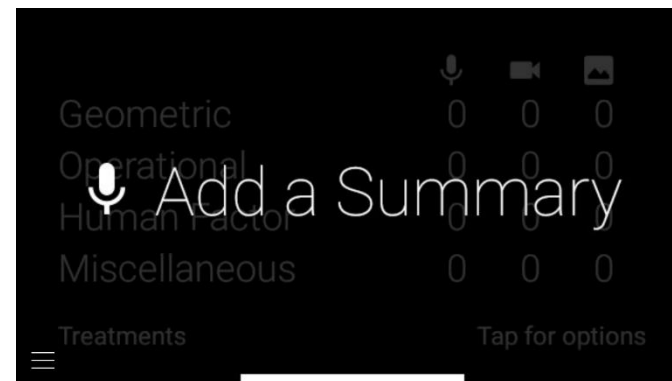 Geometric 0 0 0
Operational 0 0 0
Add a Summary
Human Factor 0 0 0
Miscellaneous 0 0 0
Treatments Tap for options